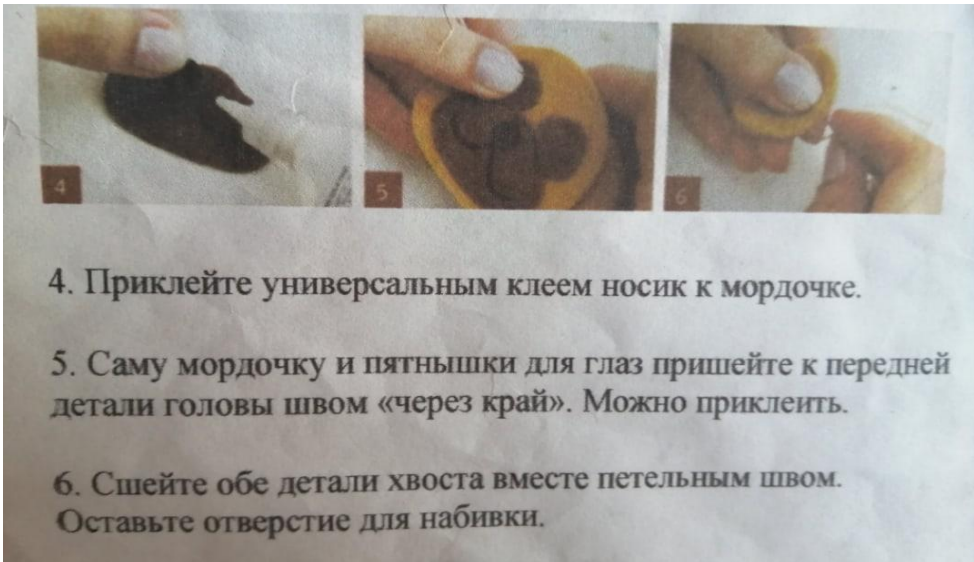 4
5
6
4. Приклейте универсальным клеем носик к мордочке.
5. Саму мордочку и пятнышки для глаз пришейте к передней
детали головы швом «через край». Можно приклеить.
6. Сшейте обе детали хвоста вместе петельным швом.
Оставьте отверстие для набивки.